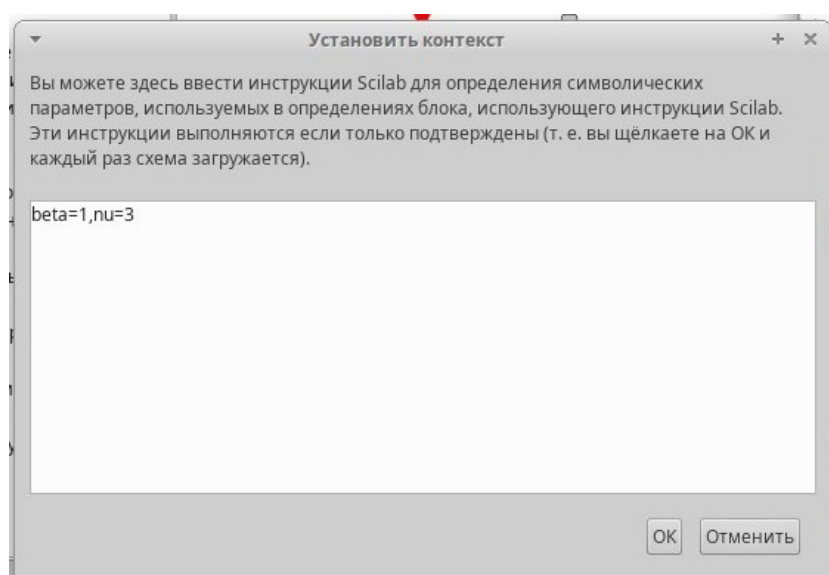 Установить контекст
Вы можете здесь ввести инструкции Scilab для определения символических
параметров, используемых в определениях блока, использующего инструкции Scilab.
Эти инструкции выполняются если только подтверждены (т. е. вы щёлкаете на ОК и
каждый раз схема загружается).
beta=1,nu=3
ОК Отменить